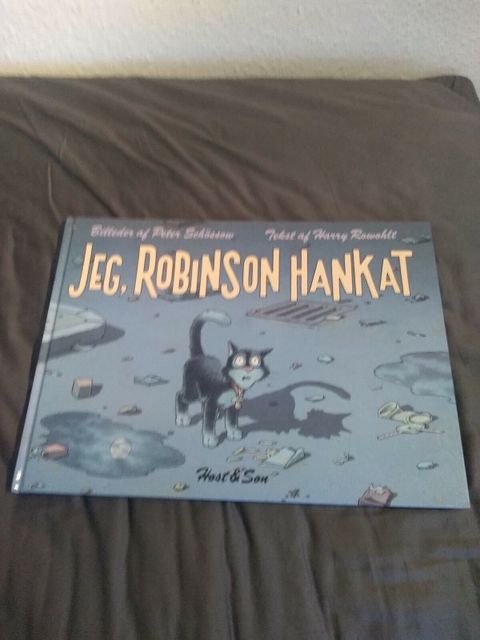 Billeder af Peter Schössow Tekst af Harry Rowohlt
JEG, ROBINSON HANKAT
Høst & Søn